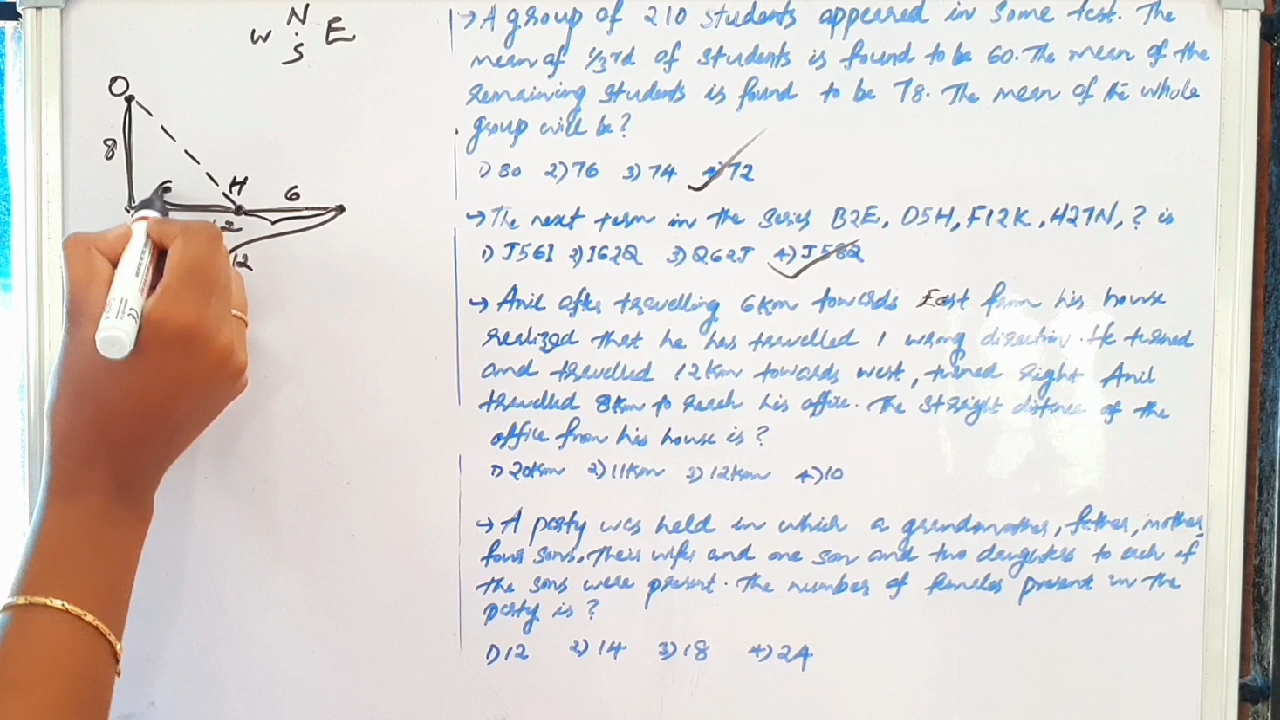 N
W E
S
O
8
6
H
6
12
→ A group of 210 students appeared in some test. The
mean of 1/3rd of students is found to be 60. The mean of the
remaining students is found to be 78. The mean of the whole
group will be?
1) 80 2) 76 3) 74 4) 72
→ The next term in the series B2E, D5H, F12K, H27N, ? is
1) J56I 2) I62Q 3) Q62J 4) J58Q
→ Anil after travelling 6km towards East from his house
realized that he has travelled 1 wrong direction. He turned
and travelled 12km towards west, turned right Anil
travelled 8km to reach his office. The straight distance of the
office from his house is?
1) 20km 2) 11km 3) 12km 4) 10
→ A party was held in which a grandmother, father, mother,
four sons, their wifes and one son and two daughters to each of
the sons were present. The number of females present in the
party is?
1) 12 2) 14 3) 18 4) 24